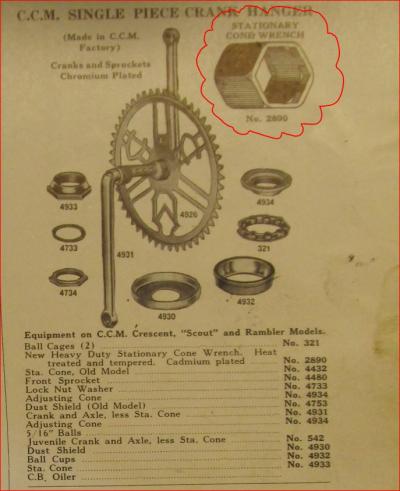 C.C.M. SINGLE PIECE CRANK HANGER
(Made in C.C.M.
Factory)
Cranks and Sprockets
Chromium Plated
STATIONARY
COND WRENCH
No. 2890
4933
4926
4934
4733
4931
321
4734
4930
4932
Equipment on C.C.M. Crescent, "Scout" and Rambler Models.
Ball Cages (2) No. 321
New Heavy Duty Stationary Cone Wrench. Heat
treated and tempered. Cadmium plated No. 2890
Sta. Cone, Old Model No. 4432
Front Sprocket No. 4480
Lock Nut Washer No. 4733
Adjusting Cone No. 4934
Dust Shield (Old Model) No. 4753
Crank and Axle, less Sta. Cone No. 4931
Adjusting Cone No. 4934
5/16" Balls
Juvenile Crank and Axle, less Sta. Cone No. 542
Dust Shield No. 4930
Ball Cups No. 4932
Sta. Cone No. 4933
C.B. Oiler